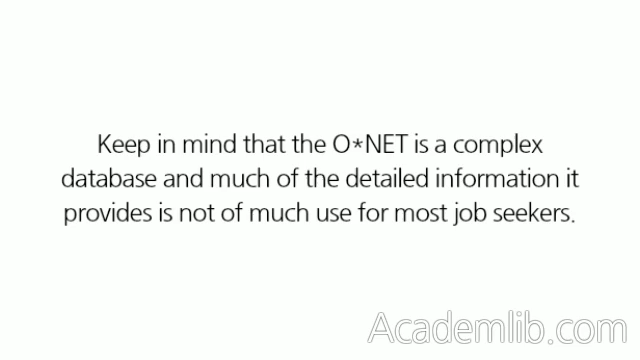 Keep in mind that the O*NET is a complex
database and much of the detailed information it
provides is not of much use for most job seekers.
Academlib.com